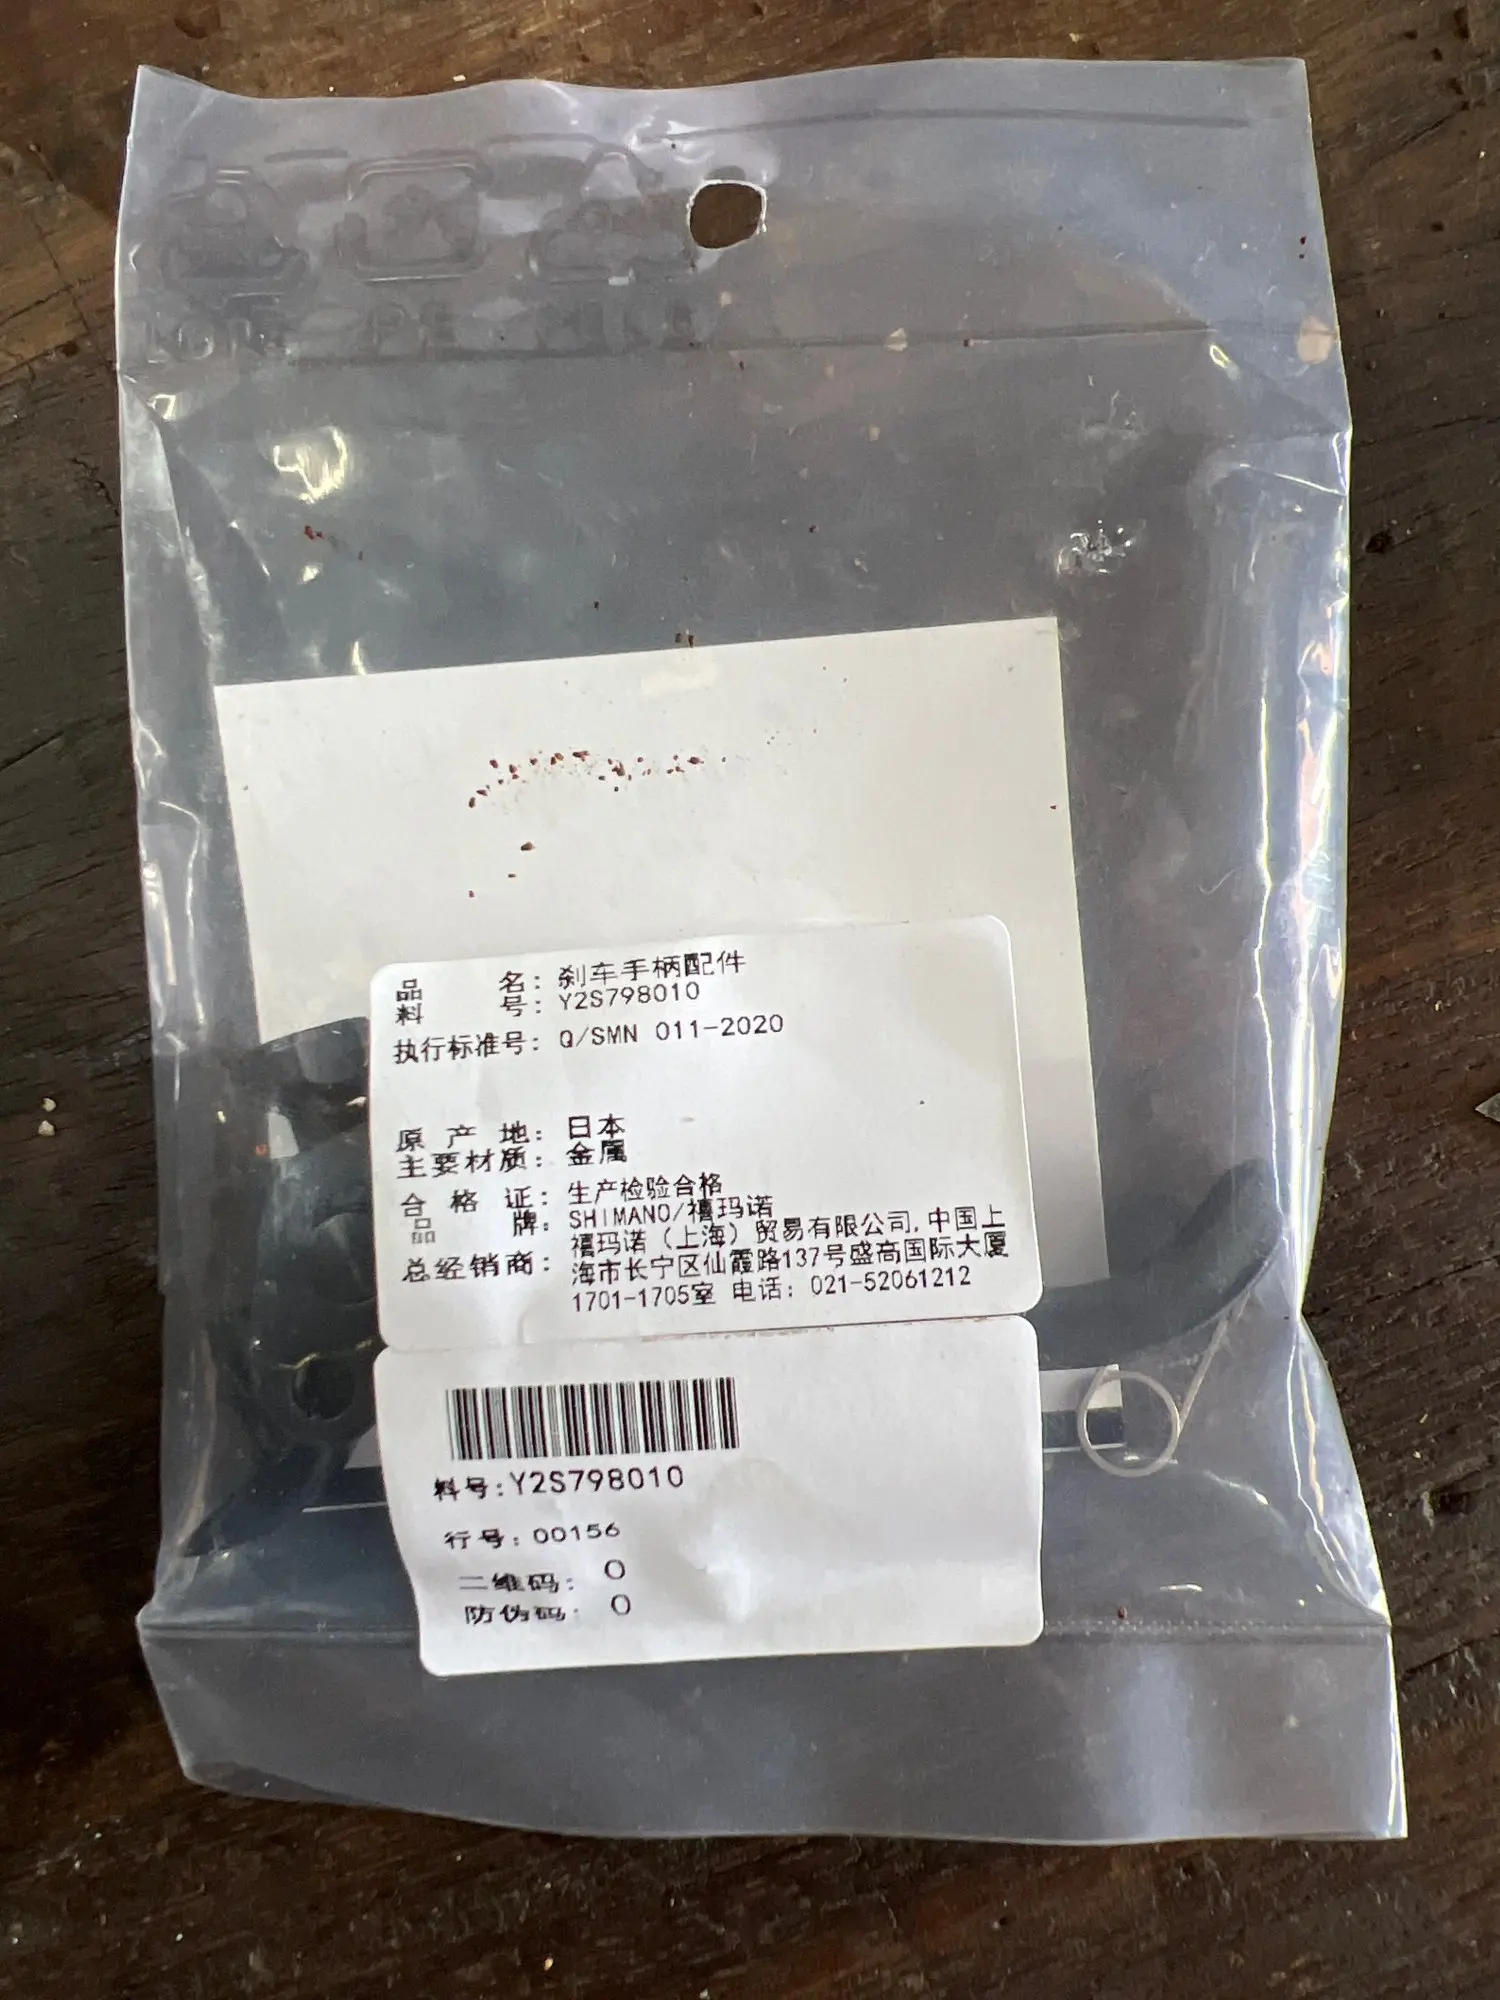 品名：刹车手柄配件
料号：Y2S798010
执行标准号：Q/SMN 011-2020
原产地：日本
主要材质：金属
合格证：生产检验合格
品牌：SHIMANO/禧玛诺
总经销商：禧玛诺（上海）贸易有限公司,中国上
海市长宁区仙霞路137号盛高国际大厦
1701-1705室 电话：021-52061212
料号:Y2S798010
行号:00156
二维码：0
防伪码：0